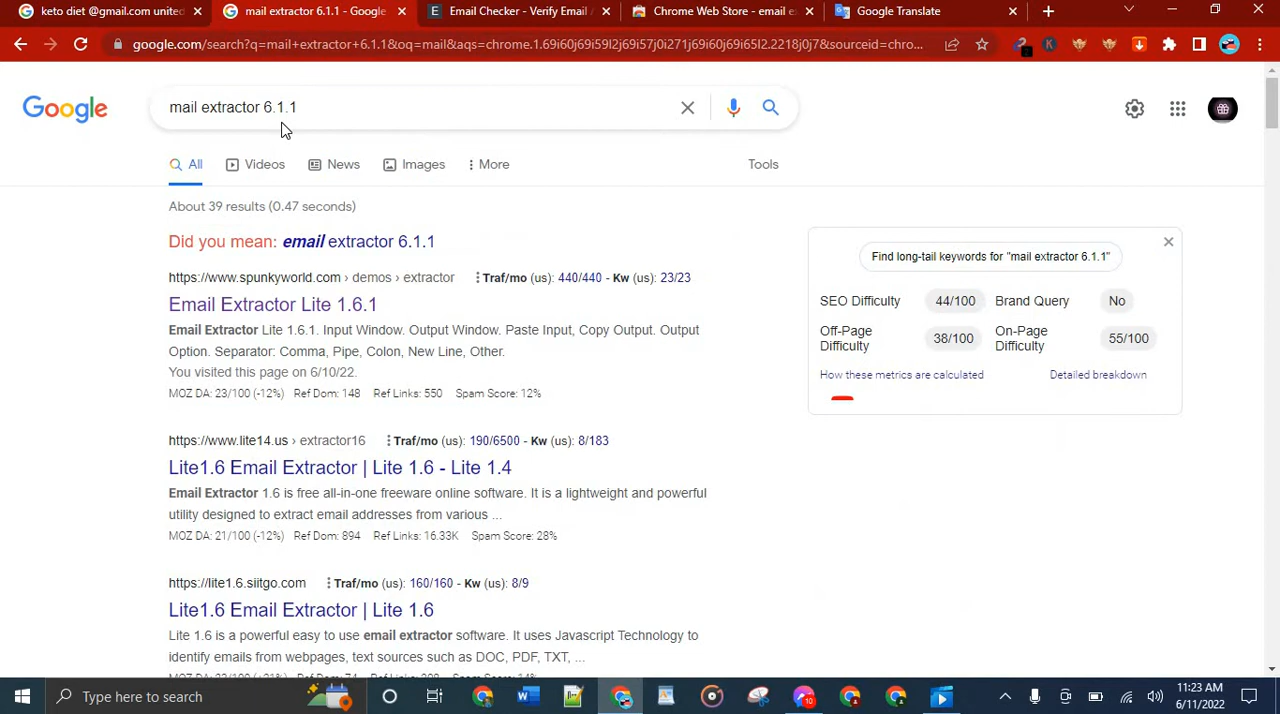 keto diet @gmail.com united
mail extractor 6.1.1 - Google
Email Checker - Verify Email A
Chrome Web Store - email ex
Google Translate
google.com/search?q=mail+extractor+6.1.1&oq=mail&aqs=chrome.1.69i60j69i59l2j69i57j0i271j69i60j69i65l2.2218j0j7&sourceid=chro...
Google
mail extractor 6.1.1
All
Videos
News
Images
More
Tools
About 39 results (0.47 seconds)
Did you mean: email extractor 6.1.1
https://www.spunkyworld.com › demos › extractor
Traf/mo (us): 440/440 - Kw (us): 23/23
Email Extractor Lite 1.6.1
Email Extractor Lite 1.6.1. Input Window. Output Window. Paste Input, Copy Output. Output
Option. Separator: Comma, Pipe, Colon, New Line, Other.
You visited this page on 6/10/22.
MOZ DA: 23/100 (-12%) Ref Dom: 148 Ref Links: 550 Spam Score: 12%
https://www.lite14.us › extractor16
Traf/mo (us): 190/6500 - Kw (us): 8/183
Lite1.6 Email Extractor | Lite 1.6 - Lite 1.4
Email Extractor 1.6 is free all-in-one freeware online software. It is a lightweight and powerful
utility designed to extract email addresses from various ...
MOZ DA: 21/100 (-12%) Ref Dom: 894 Ref Links: 16.33K Spam Score: 28%
https://lite1.6.siitgo.com
Traf/mo (us): 160/160 - Kw (us): 8/9
Lite1.6 Email Extractor | Lite 1.6
Lite 1.6 is a powerful easy to use email extractor software. It uses Javascript Technology to
identify emails from webpages, text sources such as DOC, PDF, TXT, ...
Find long-tail keywords for "mail extractor 6.1.1"
SEO Difficulty 44/100 Brand Query No
Off-Page Difficulty 38/100 On-Page Difficulty 55/100
How these metrics are calculated
Detailed breakdown
Type here to search
10
11:23 AM
6/11/2022